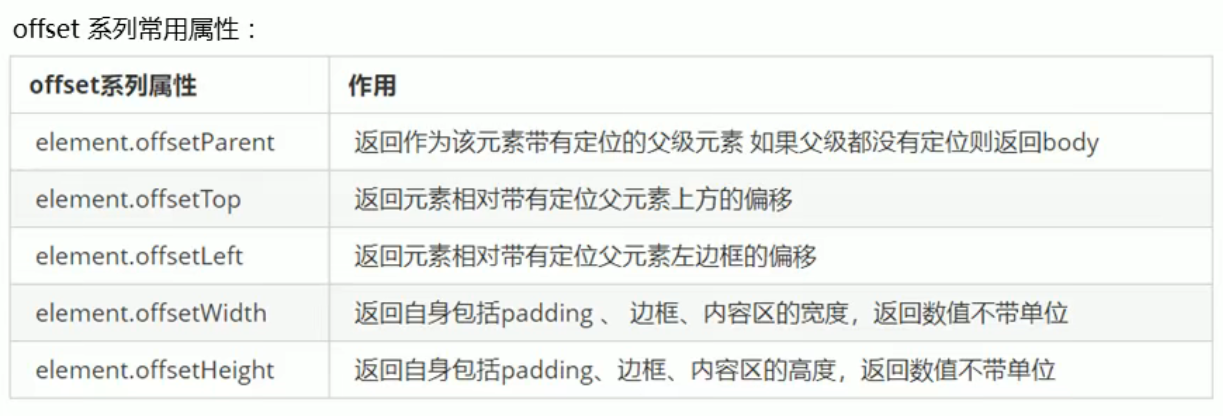 offset 系列常用属性：
offset系列属性 作用
element.offsetParent 返回作为该元素带有定位的父级元素 如果父级都没有定位则返回body
element.offsetTop 返回元素相对带有定位父元素上方的偏移
element.offsetLeft 返回元素相对带有定位父元素左边框的偏移
element.offsetWidth 返回自身包括padding 、 边框、内容区的宽度，返回数值不带单位
element.offsetHeight 返回自身包括padding、边框、内容区的高度，返回数值不带单位